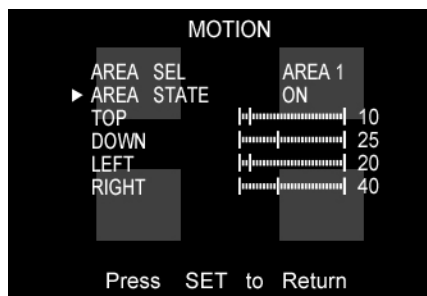 MOTION
AREA SEL AREA 1
AREA STATE ON
TOP 10
DOWN 25
LEFT 20
RIGHT 40
Press SET to Return